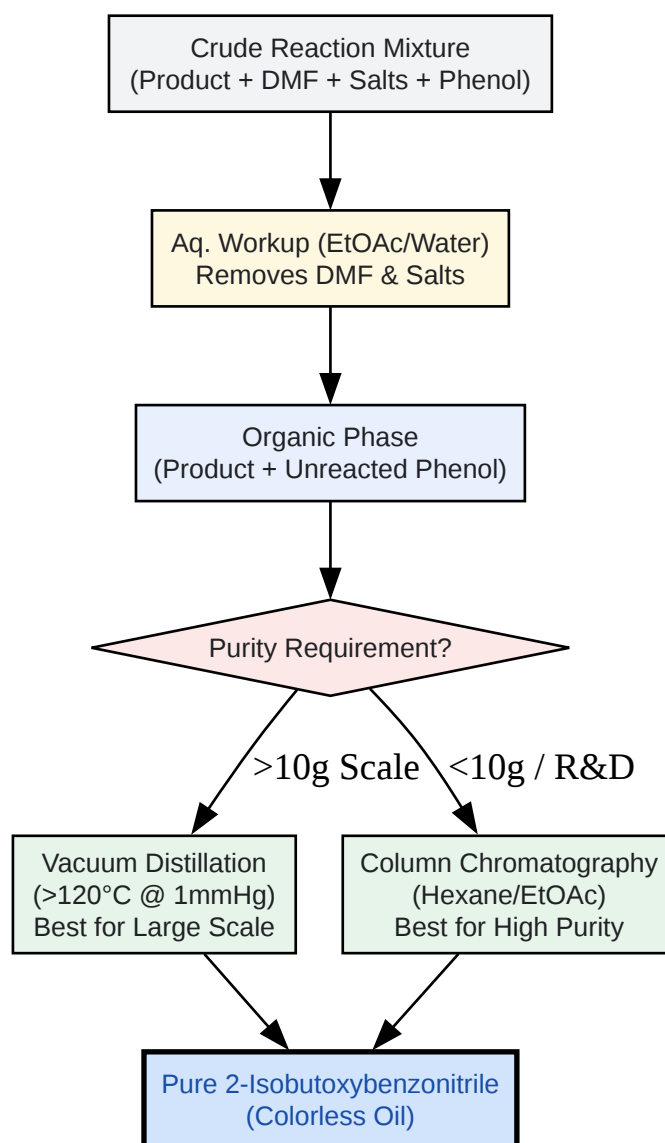 Crude Reaction Mixture
(Product + DMF + Salts + Phenol)
Aq. Workup (EtOAc/Water)
Removes DMF & Salts
Organic Phase
(Product + Unreacted Phenol)
Purity Requirement?
>10g Scale
<10g / R&D
Vacuum Distillation
(>120°C @ 1mmHg)
Best for Large Scale
Column Chromatography
(Hexane/EtOAc)
Best for High Purity
Pure 2-Isobutoxybenzonitrile
(Colorless Oil)